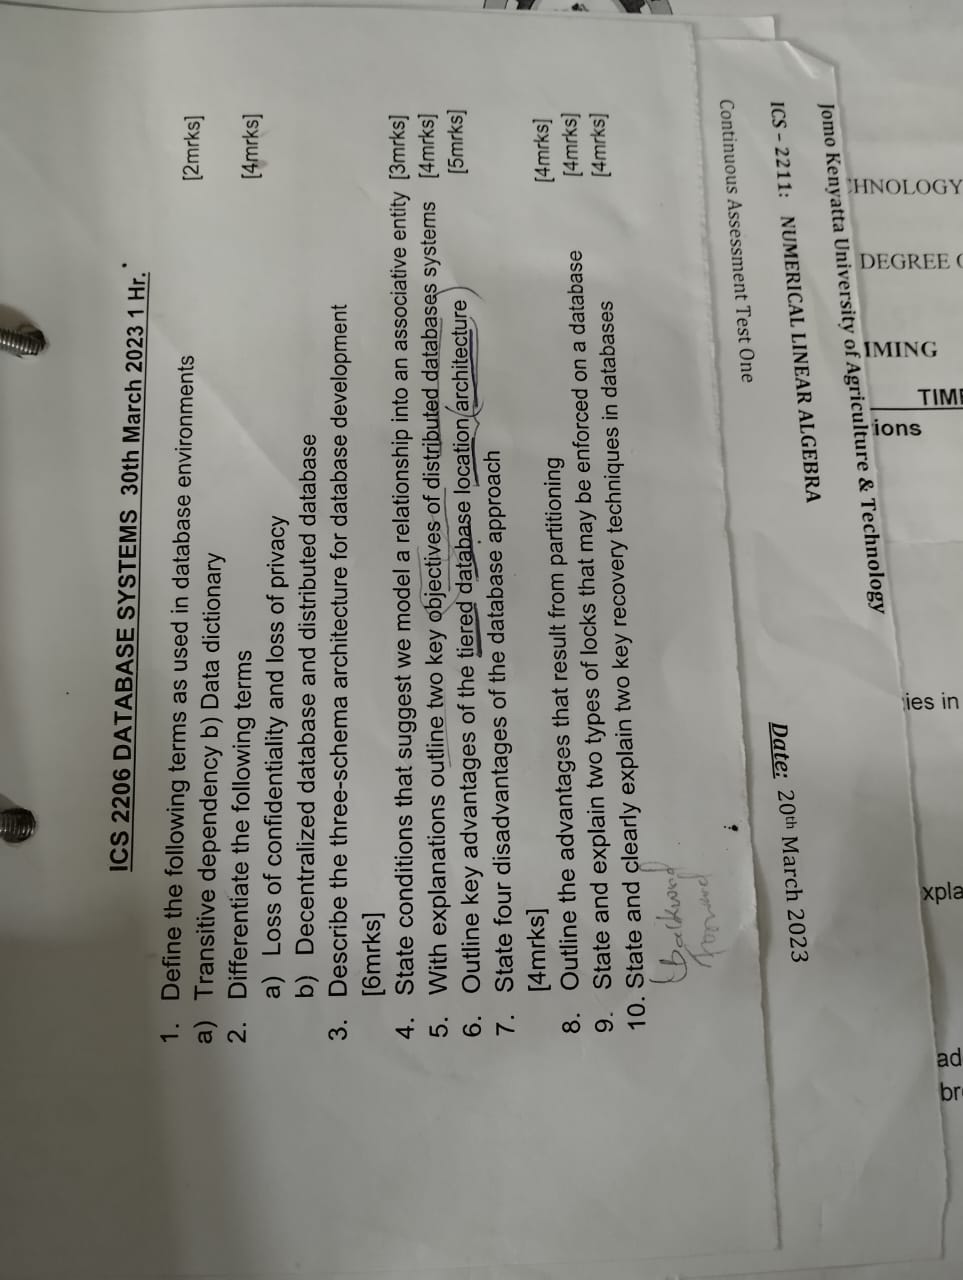 ICS 2206 DATABASE SYSTEMS 30th March 2023 1 Hr.
1. Define the following terms as used in database environments
a) Transitive dependency b) Data dictionary [2mrks]
2. Differentiate the following terms [4mrks]
a) Loss of confidentiality and loss of privacy
b) Decentralized database and distributed database
3. Describe the three-schema architecture for database development
[6mrks]
4. State conditions that suggest we model a relationship into an associative entity [3mrks]
5. With explanations outline two key objectives of distributed databases systems [4mrks]
6. Outline key advantages of the tiered database location architecture [5mrks]
7. State four disadvantages of the database approach
[4mrks]
8. Outline the advantages that result from partitioning [4mrks]
9. State and explain two types of locks that may be enforced on a database [4mrks]
10. State and clearly explain two key recovery techniques in databases [4mrks]
backward
forward
Continuous Assessment Test One
ICS - 2211: NUMERICAL LINEAR ALGEBRA
Date: 20th March 2023
Jomo Kenyatta University of Agriculture & Technology
HNOLOGY
DEGREE
IMING
TIM
ions
ies in
xpla
ad
br